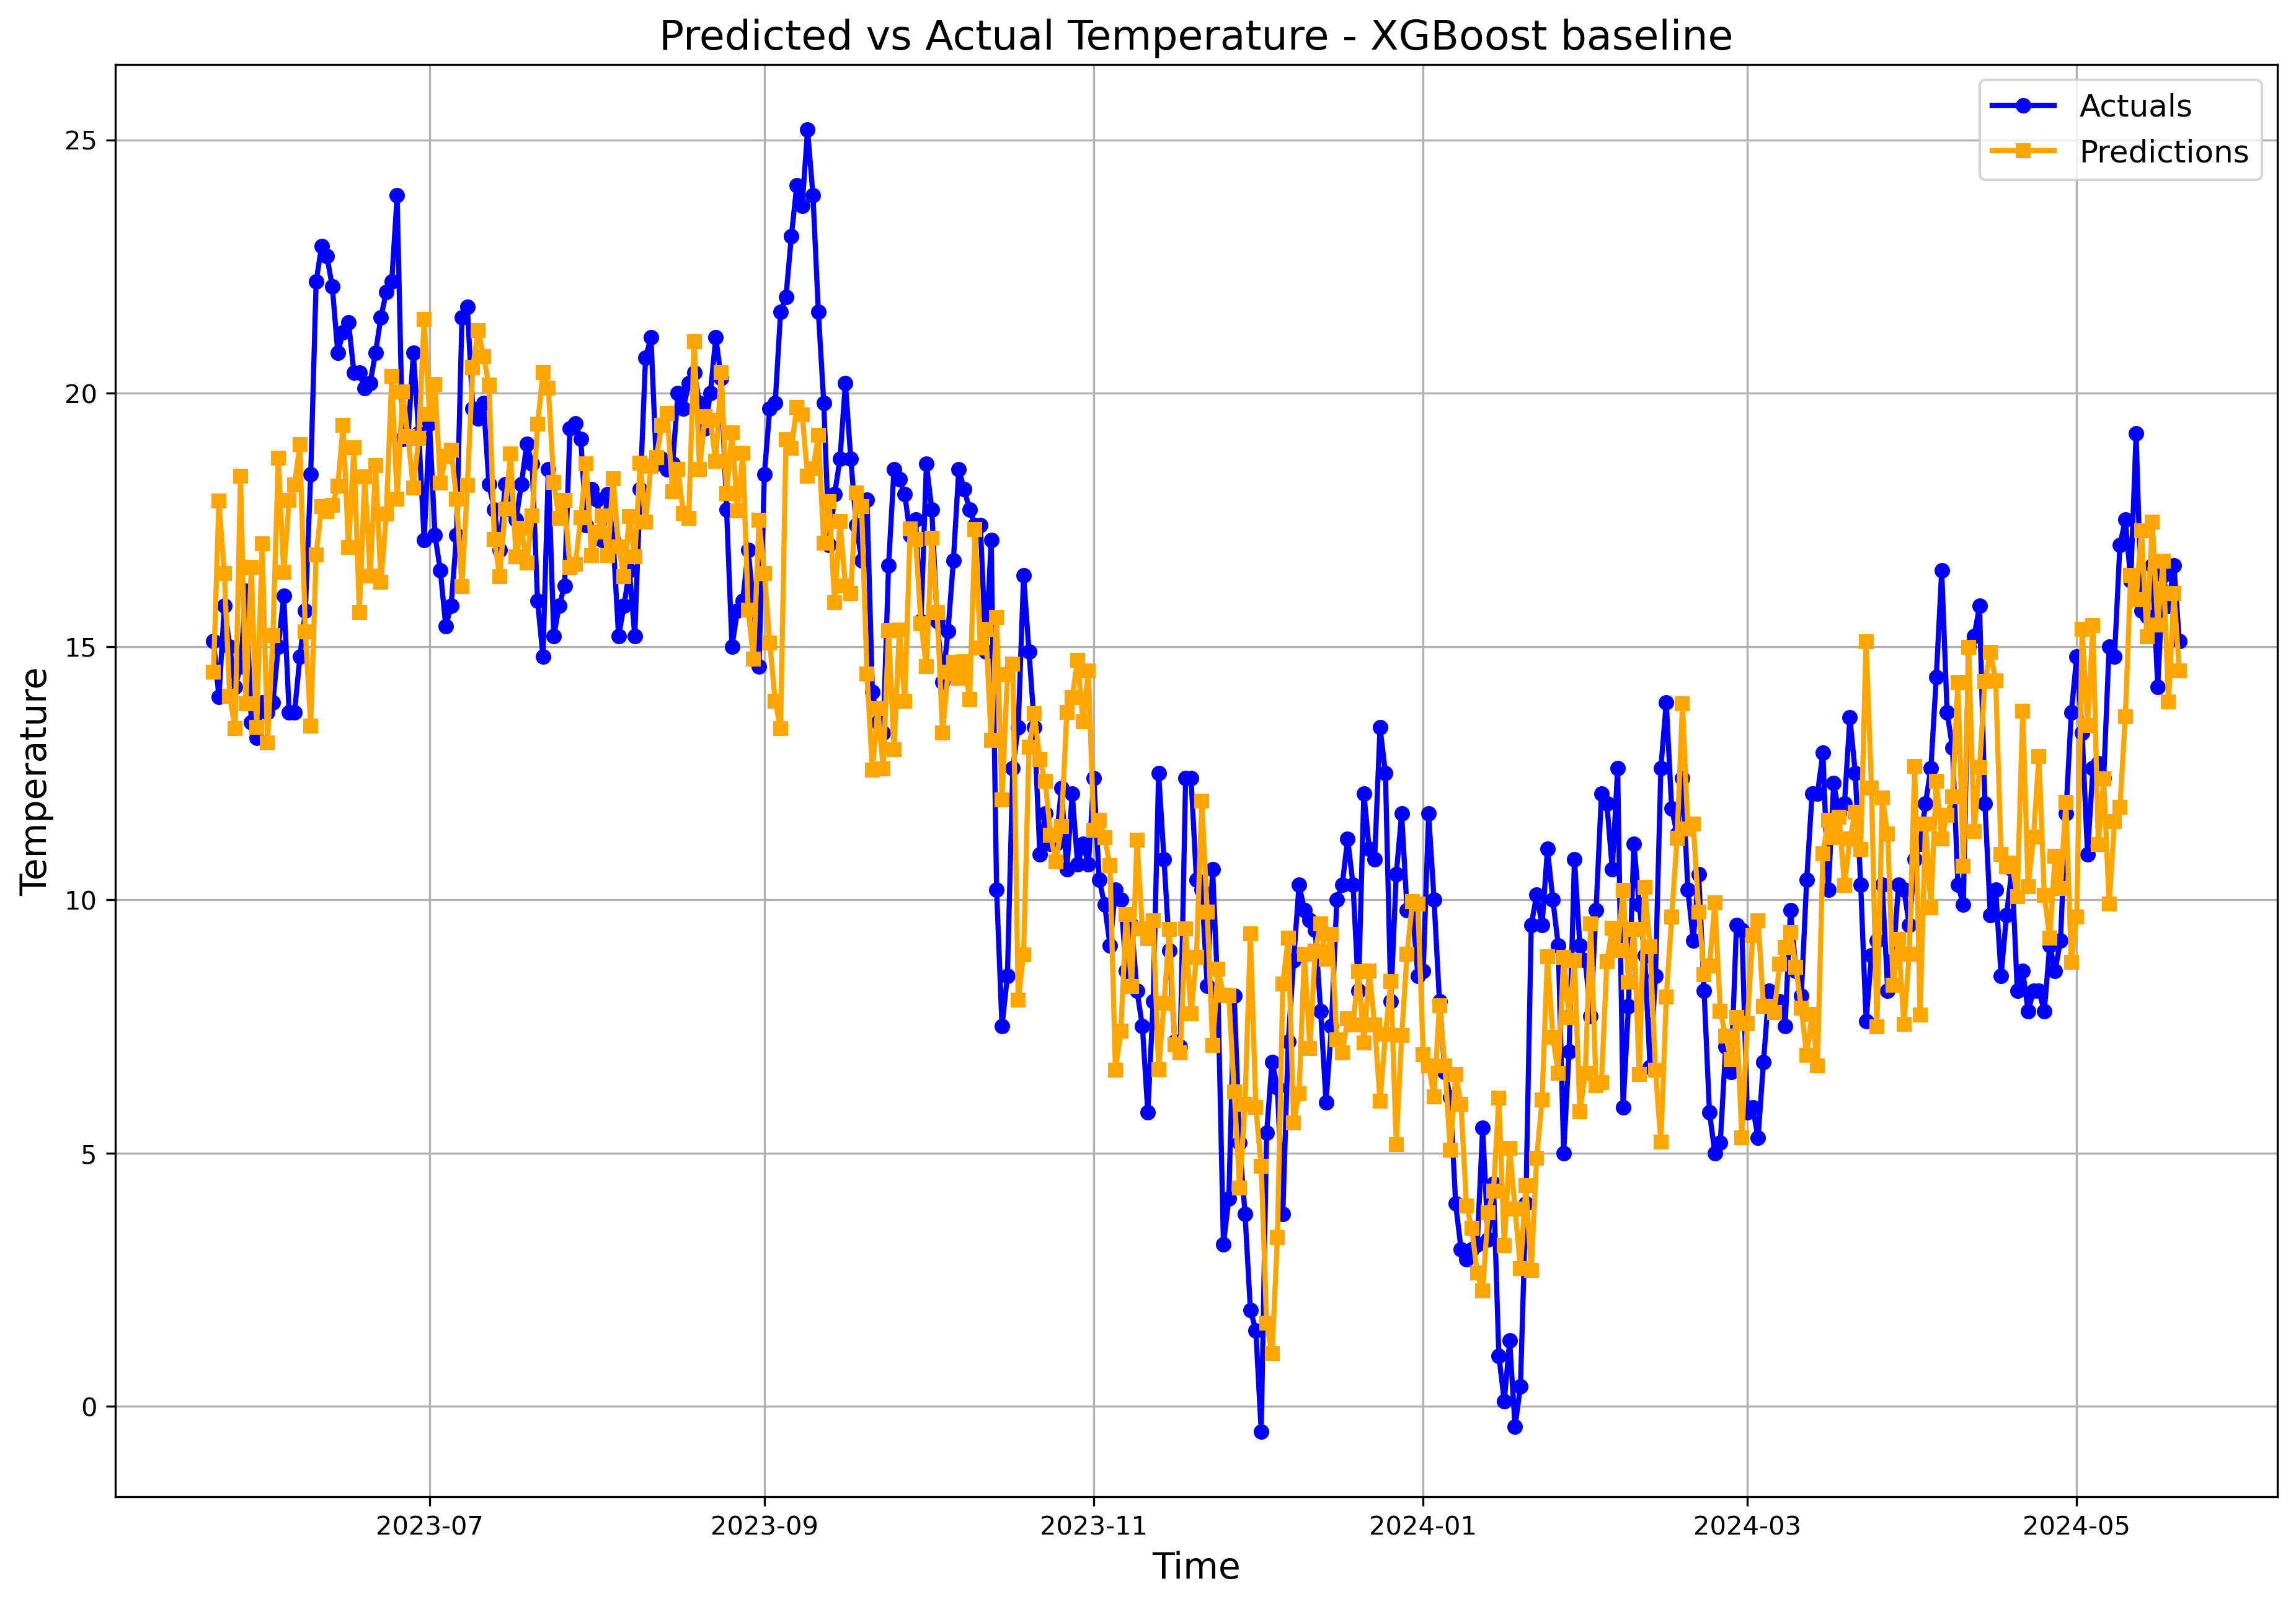 Predicted vs Actual Temperature - XGBoost baseline
Actuals
Predictions
Temperature
25
20
15
10
5
0
2023-07
2023-09
2023-11
2024-01
2024-03
2024-05
Time